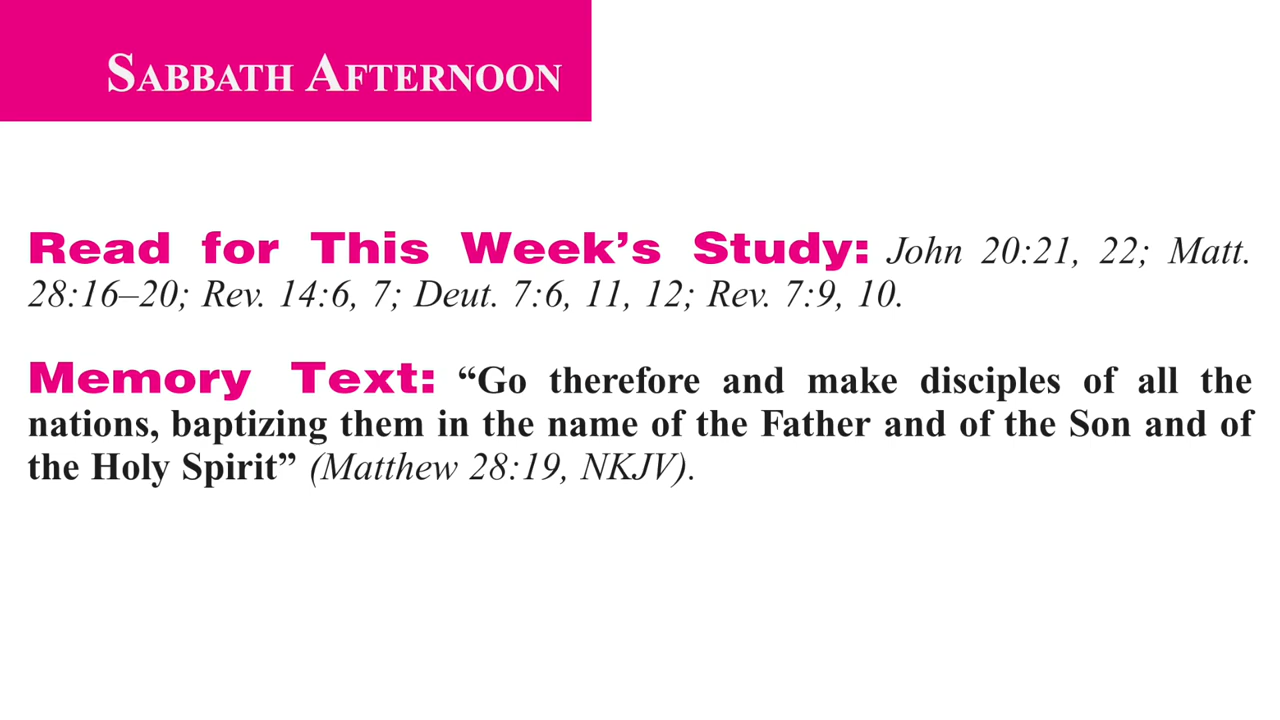 SABBATH AFTERNOON
Read for This Week’s Study: John 20:21, 22; Matt.
28:16–20; Rev. 14:6, 7; Deut. 7:6, 11, 12; Rev. 7:9, 10.
Memory Text: “Go therefore and make disciples of all the
nations, baptizing them in the name of the Father and of the Son and of
the Holy Spirit” (Matthew 28:19, NKJV).